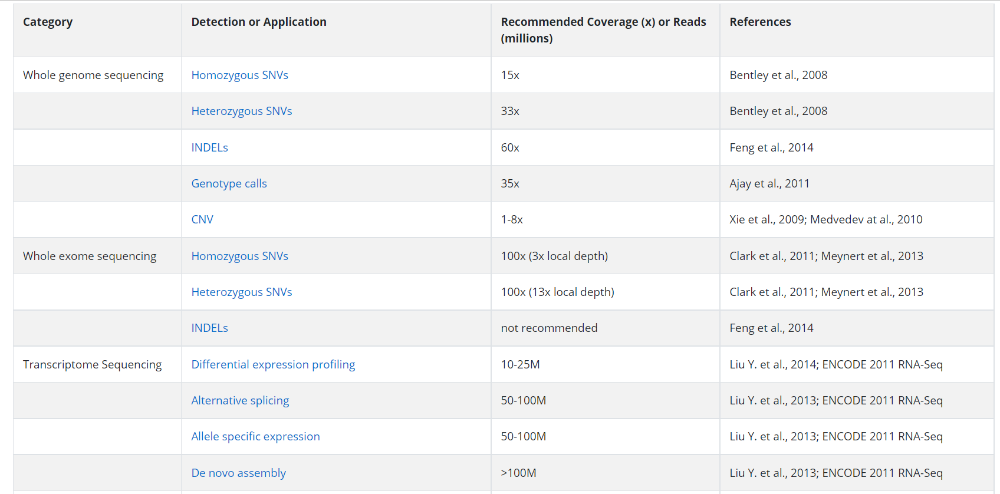 Category Detection or Application Recommended Coverage (x) or Reads
(millions) References
Whole genome sequencing Homozygous SNVs 15x Bentley et al., 2008
Heterozygous SNVs 33x Bentley et al., 2008
INDELs 60x Feng et al., 2014
Genotype calls 35x Ajay et al., 2011
CNV 1-8x Xie et al., 2009; Medvedev at al., 2010
Whole exome sequencing Homozygous SNVs 100x (3x local depth) Clark et al., 2011; Meynert et al., 2013
Heterozygous SNVs 100x (13x local depth) Clark et al., 2011; Meynert et al., 2013
INDELs not recommended Feng et al., 2014
Transcriptome Sequencing Differential expression profiling 10-25M Liu Y. et al., 2014; ENCODE 2011 RNA-Seq
Alternative splicing 50-100M Liu Y. et al., 2013; ENCODE 2011 RNA-Seq
Allele specific expression 50-100M Liu Y. et al., 2013; ENCODE 2011 RNA-Seq
De novo assembly >100M Liu Y. et al., 2013; ENCODE 2011 RNA-Seq